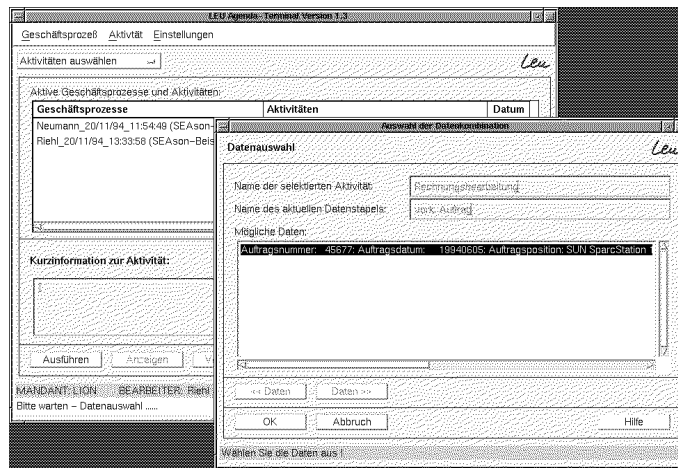 LEU Agenda-Terminal Version 1.3
Geschäftsprozeß Aktivität Einstellungen
Aktivitäten auswählen
Leu
Aktive Geschäftsprozesse und Aktivitäten:
Geschäftsprozesse Aktivitäten Datum
Neumann_20/11/94_11:54:49 (SEAson-
Riehl_20/11/94_13:33:58 (SEAson-Beis
Kurzinformation zur Aktivität:
Ausführen Anzeigen
MANDANT: LION BEARBEITER: Riehl
Bitte warten - Datenauswahl ......
Auswahl der Datenkombination
Datenauswahl
Leu
Name der selektierten Aktivität: Rechnungsbearbeitung
Name des aktuellen Datenstapels: vork. Auftrag
Mögliche Daten:
Auftragsnummer: 45677: Auftragsdatum: 19940605: Auftragsposition: SUN SparcStation
<< Daten Daten >>
OK Abbruch Hilfe
Wählen Sie die Daten aus !